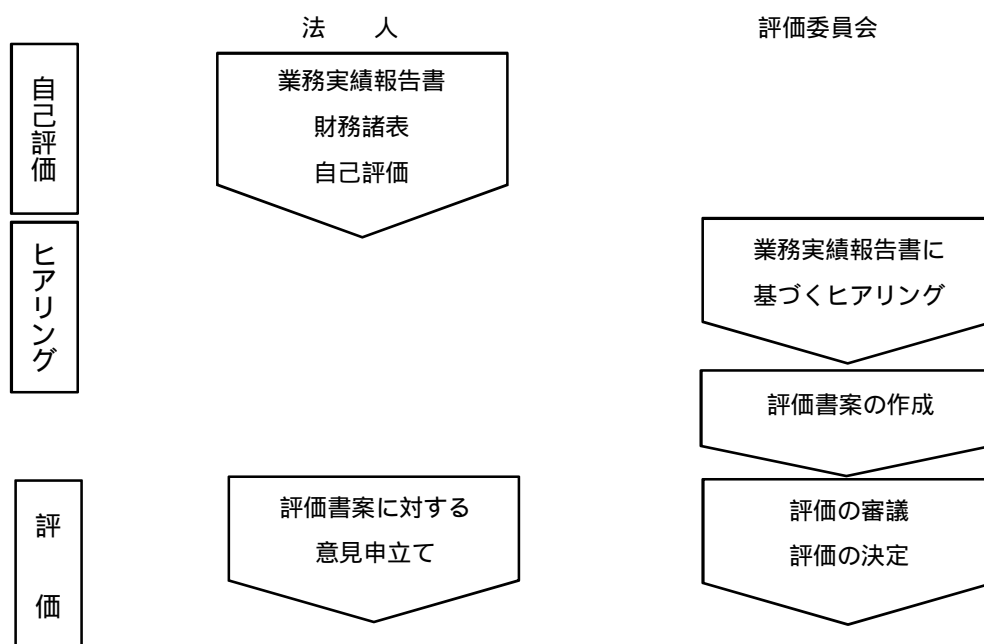 法　　人
評価委員会
自己評価
業務実績報告書
財務諸表
自己評価
ヒアリング
業務実績報告書に
基づくヒアリング
評価書案の作成
評　価
評価書案に対する
意見申立て
評価の審議
評価の決定